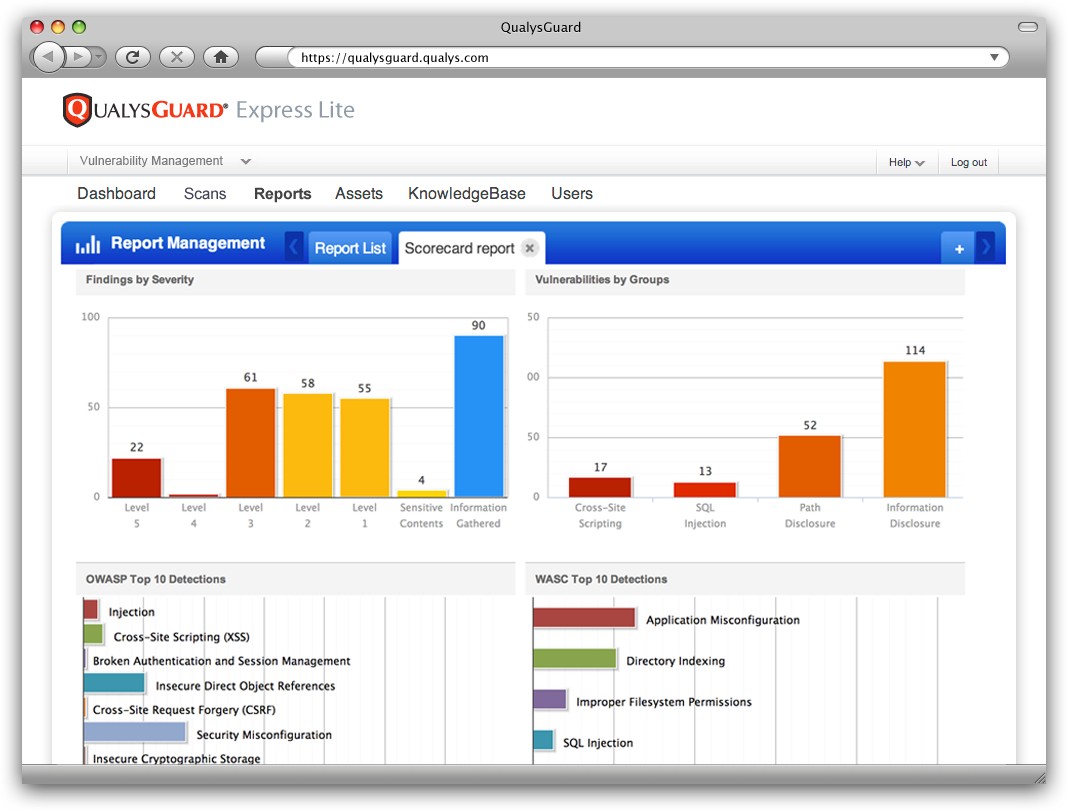 QualysGuard
https://qualysguard.qualys.com
QUALYSGUARD® Express Lite
Vulnerability Management
Help
Log out
Dashboard Scans Reports Assets KnowledgeBase Users
Report Management
Report List
Scorecard report
+
Findings by Severity
100
50
0
22
61
58
55
4
90
Level 5
Level 4
Level 3
Level 2
Level 1
Sensitive Contents
Information Gathered
Vulnerabilities by Groups
50
00
50
0
17
13
52
114
Cross-Site Scripting
SQL Injection
Path Disclosure
Information Disclosure
OWASP Top 10 Detections
Injection
Cross-Site Scripting (XSS)
Broken Authentication and Session Management
Insecure Direct Object References
Cross-Site Request Forgery (CSRF)
Security Misconfiguration
Insecure Cryptographic Storage
WASC Top 10 Detections
Application Misconfiguration
Directory Indexing
Improper Filesystem Permissions
SQL Injection